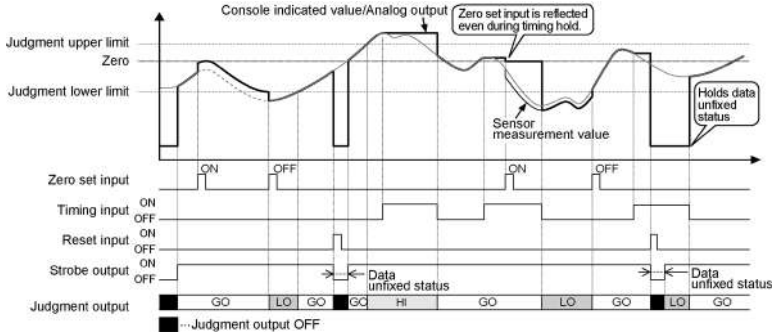 Console indicated value/Analog output
Zero set input is reflected
even during timing hold.
Judgment upper limit
Zero
Judgment lower limit
Sensor
measurement value
Holds data
unfixed
status
Zero set input
ON
OFF
ON
OFF
Timing input
ON
OFF
Reset input
ON
OFF
Strobe output
ON
OFF
Data
unfixed status
Data
unfixed status
Judgment output
GO
LO
GO
GO
HI
GO
LO
GO
LO
GO
···Judgment output OFF